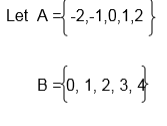 Let A = { -2,-1,0,1,2 }
B = {0, 1, 2, 3, 4}